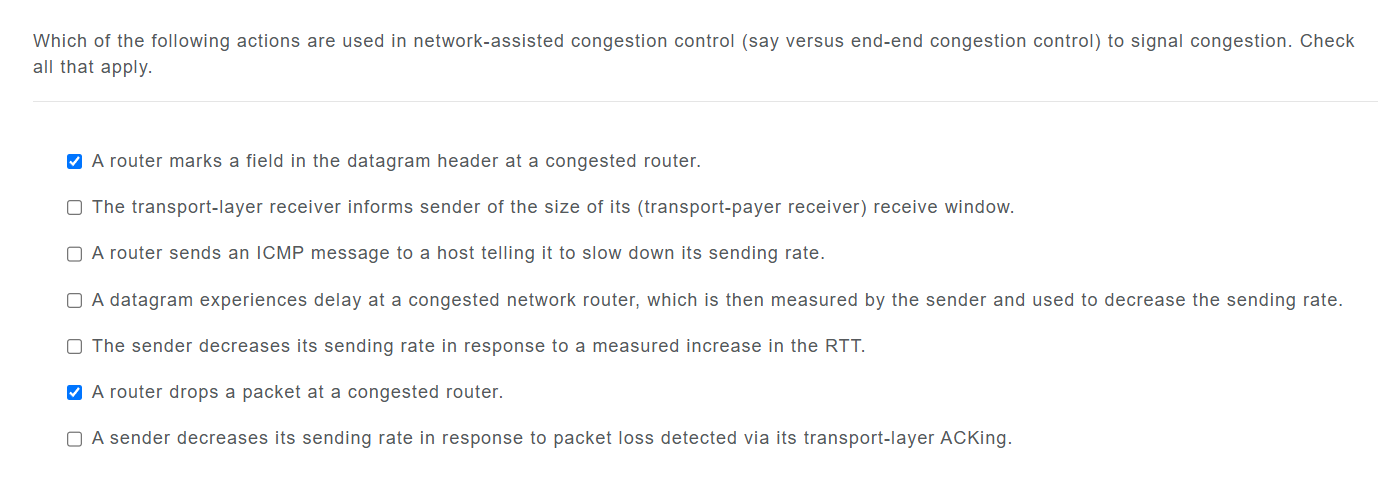 Which of the following actions are used in network-assisted congestion control (say versus end-end congestion control) to signal congestion. Check
all that apply.
A router marks a field in the datagram header at a congested router.
The transport-layer receiver informs sender of the size of its (transport-payer receiver) receive window.
A router sends an ICMP message to a host telling it to slow down its sending rate.
A datagram experiences delay at a congested network router, which is then measured by the sender and used to decrease the sending rate.
The sender decreases its sending rate in response to a measured increase in the RTT.
A router drops a packet at a congested router.
A sender decreases its sending rate in response to packet loss detected via its transport-layer ACKing.